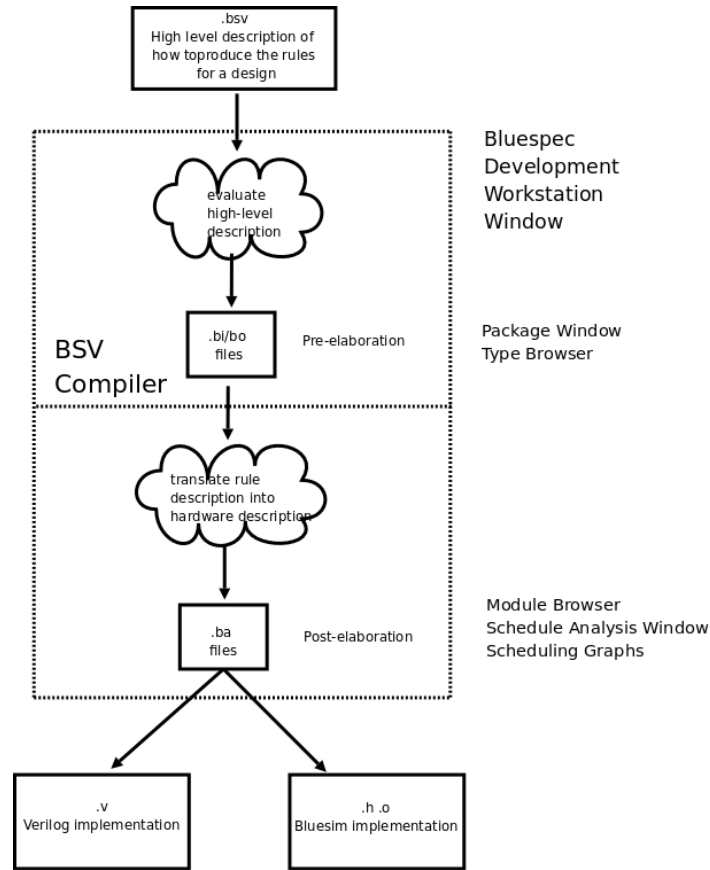 .bsv
High level description of
how toproduce the rules
for a design
Bluespec
Development
Workstation
Window
evaluate
high-level
description
.bi/bo
files
Pre-elaboration
Package Window
Type Browser
BSV
Compiler
translate rule
description into
hardware description
.ba
files
Post-elaboration
Module Browser
Schedule Analysis Window
Scheduling Graphs
.v
Verilog implementation
.h .o
Bluesim implementation